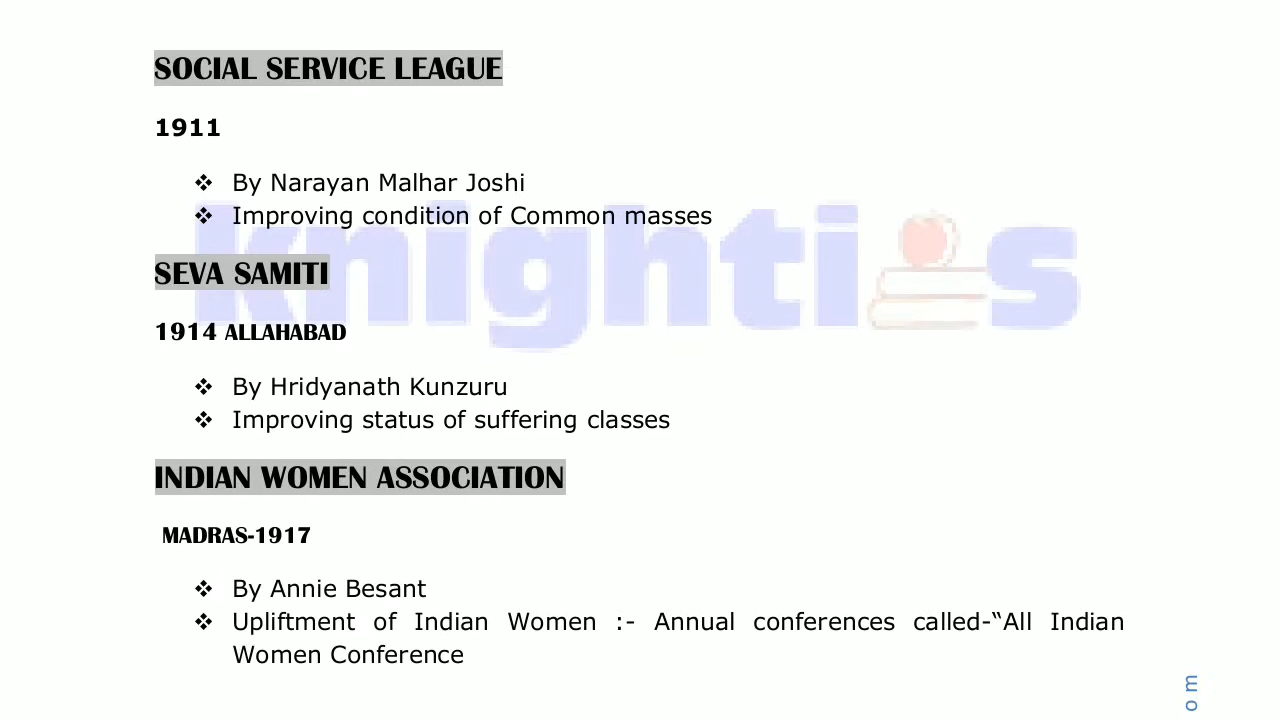 SOCIAL SERVICE LEAGUE
1911
❖ By Narayan Malhar Joshi
❖ Improving condition of Common masses
knighti s
SEVA SAMITI
1914 ALLAHABAD
❖ By Hridyanath Kunzuru
❖ Improving status of suffering classes
INDIAN WOMEN ASSOCIATION
MADRAS-1917
❖ By Annie Besant
❖ Upliftment of Indian Women :- Annual conferences called-“All Indian
Women Conference
om